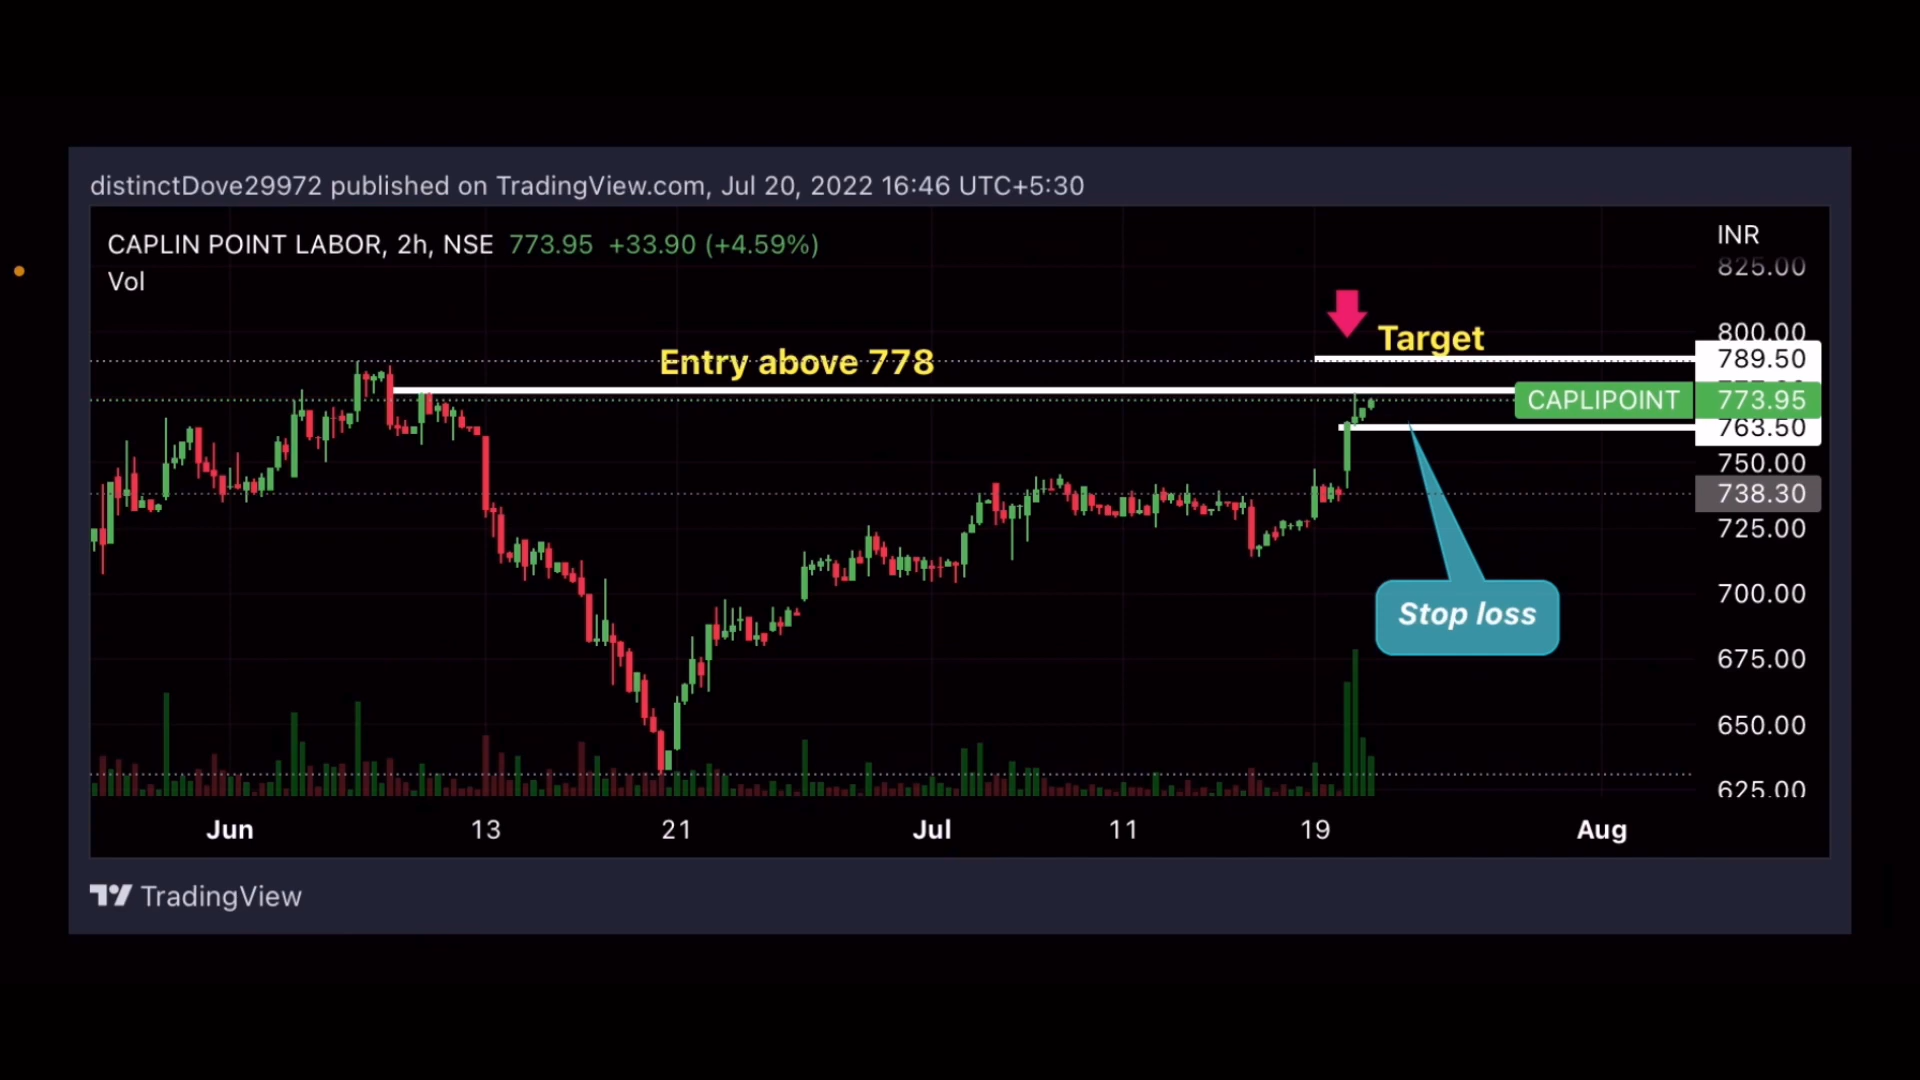 distinctDove29972 published on TradingView.com, Jul 20, 2022 16:46 UTC+5:30
CAPLIN POINT LABOR, 2h, NSE 773.95 +33.90 (+4.59%)
Vol
INR
825.00
800.00
Target
789.50
Entry above 778
CAPLIPOINT 773.95
763.50
750.00
738.30
725.00
700.00
Stop loss
675.00
650.00
625.00
Jun 13 21 Jul 11 19 Aug
TradingView